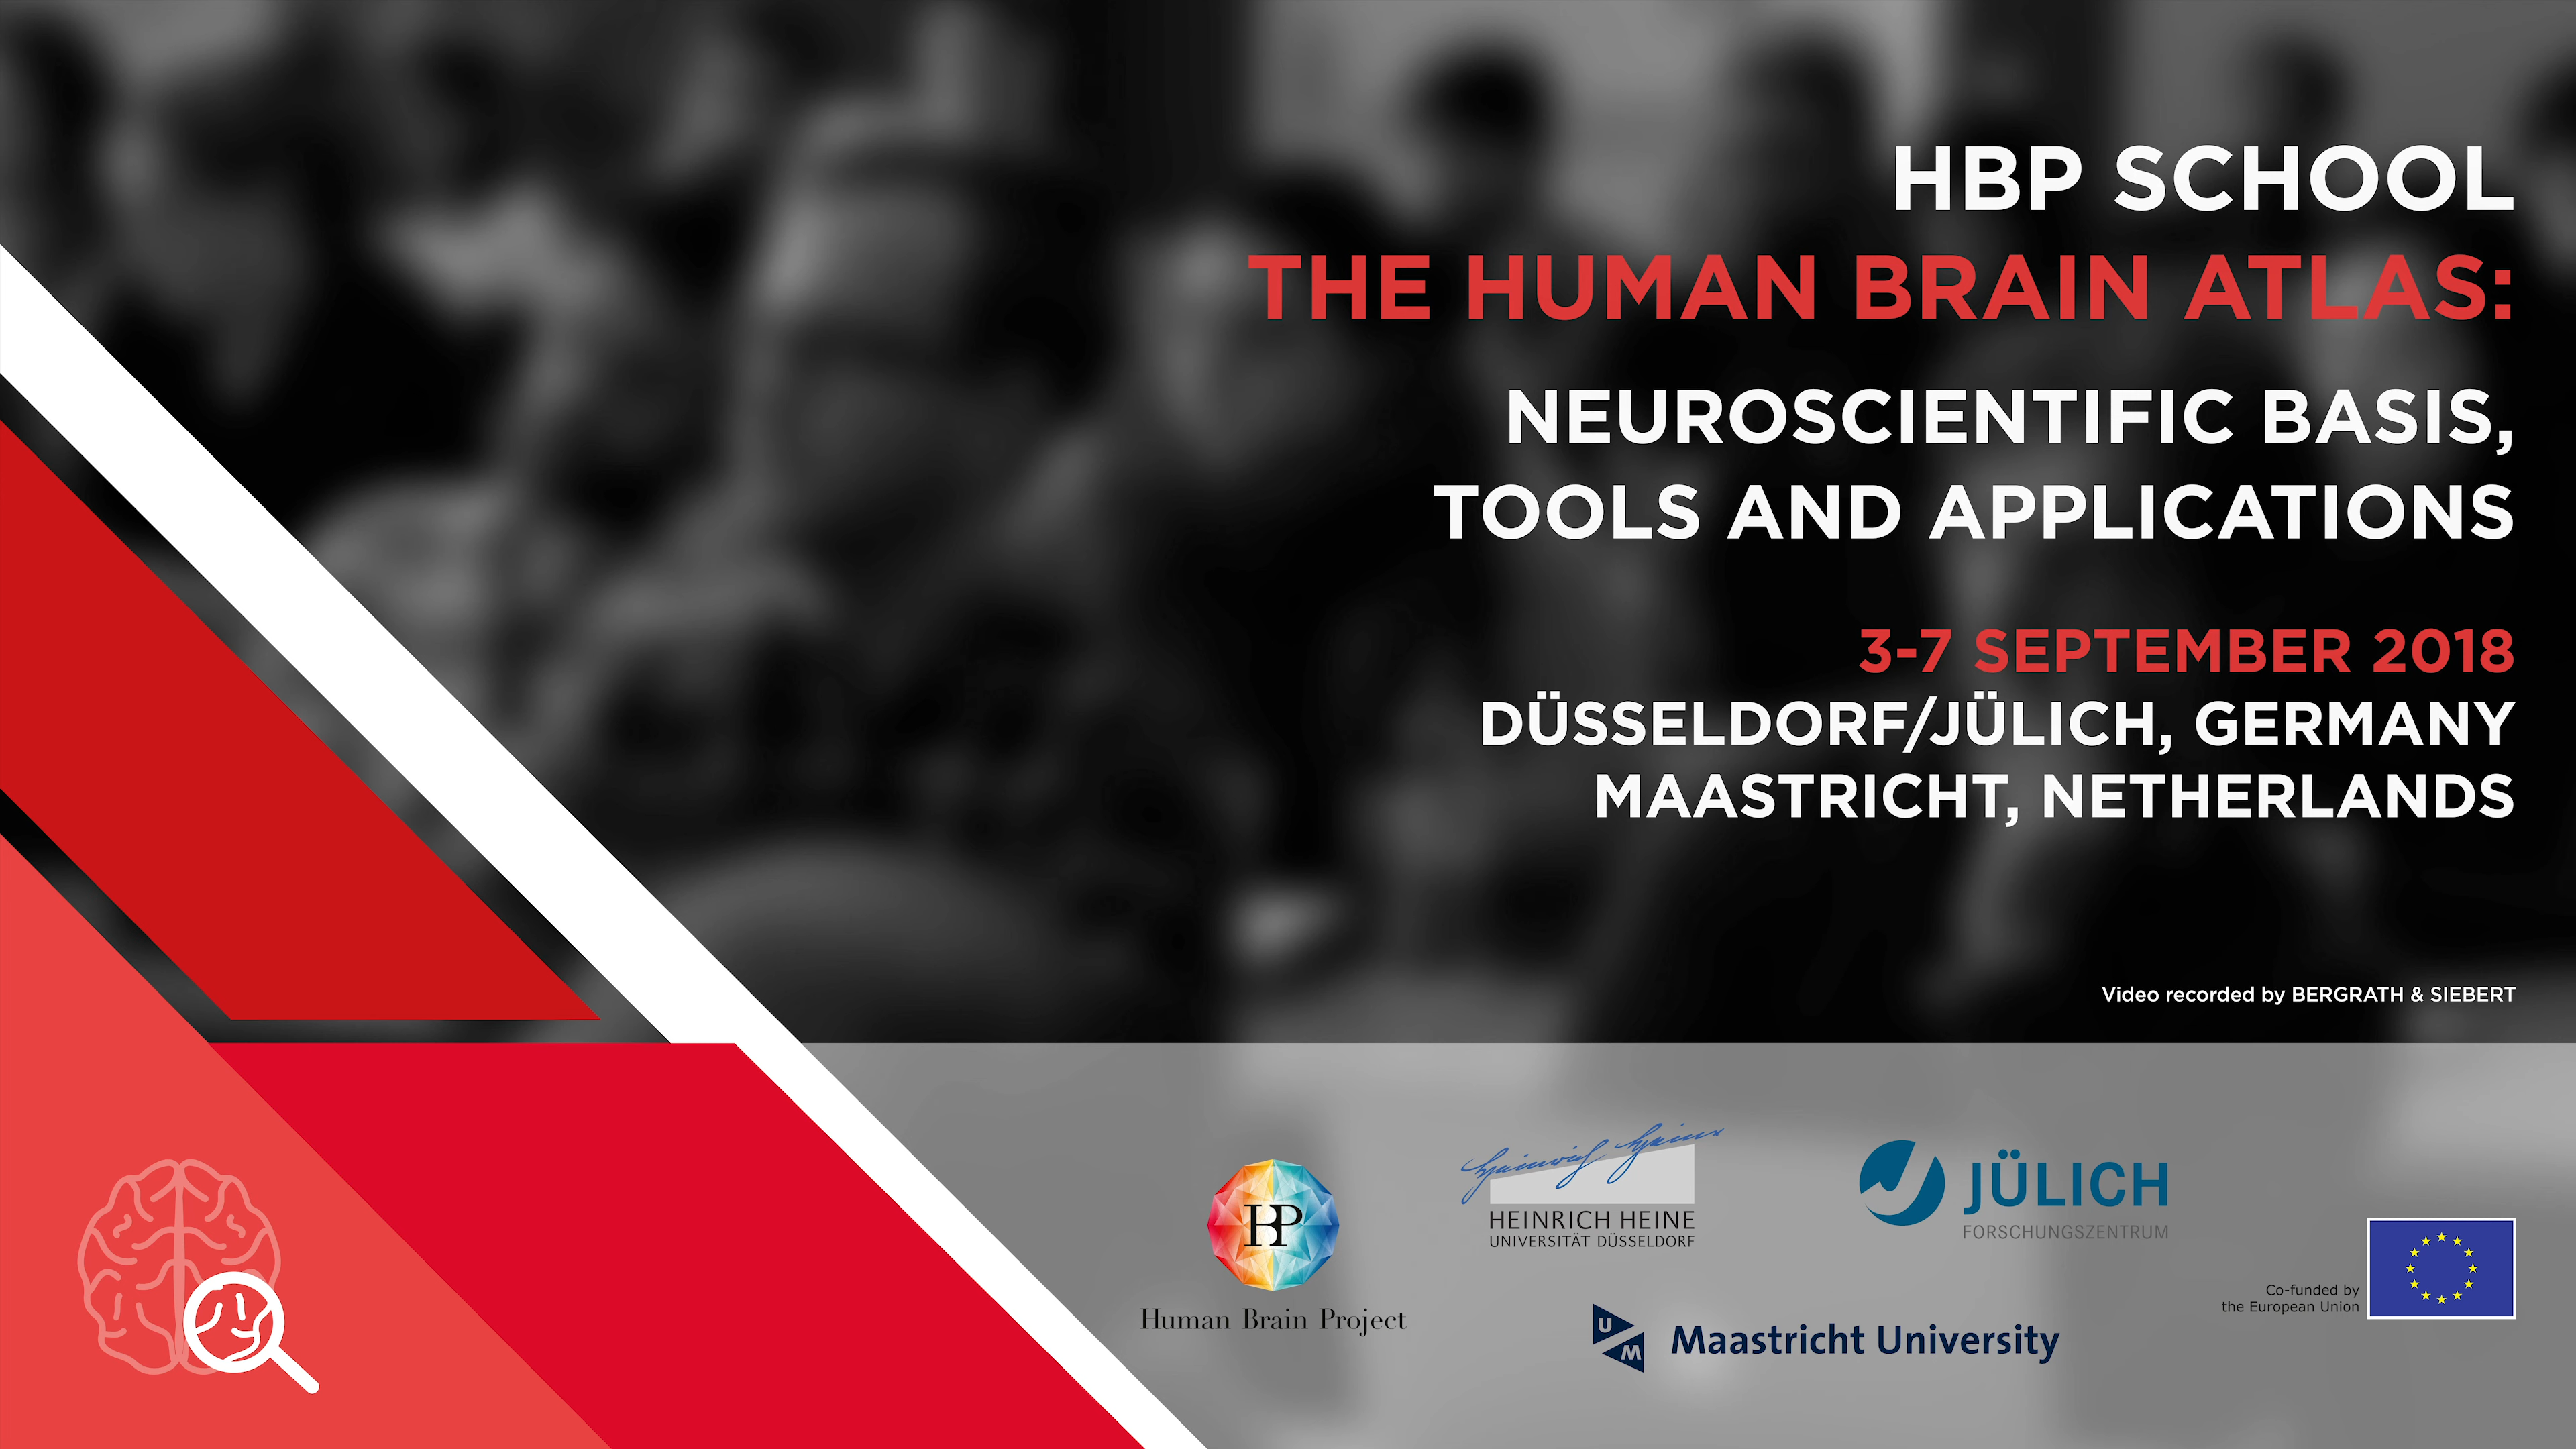 HBP SCHOOL
THE HUMAN BRAIN ATLAS:
NEUROSCIENTIFIC BASIS,
TOOLS AND APPLICATIONS
3-7 SEPTEMBER 2018
DÜSSELDORF/JÜLICH, GERMANY
MAASTRICHT, NETHERLANDS
Video recorded by BERGRATH & SIEBERT
HBP
Human Brain Project
Heinrich Heine
HEINRICH HEINE
UNIVERSITÄT DÜSSELDORF
JÜLICH
FORSCHUNGSZENTRUM
UM
Maastricht University
Co-funded by
the European Union